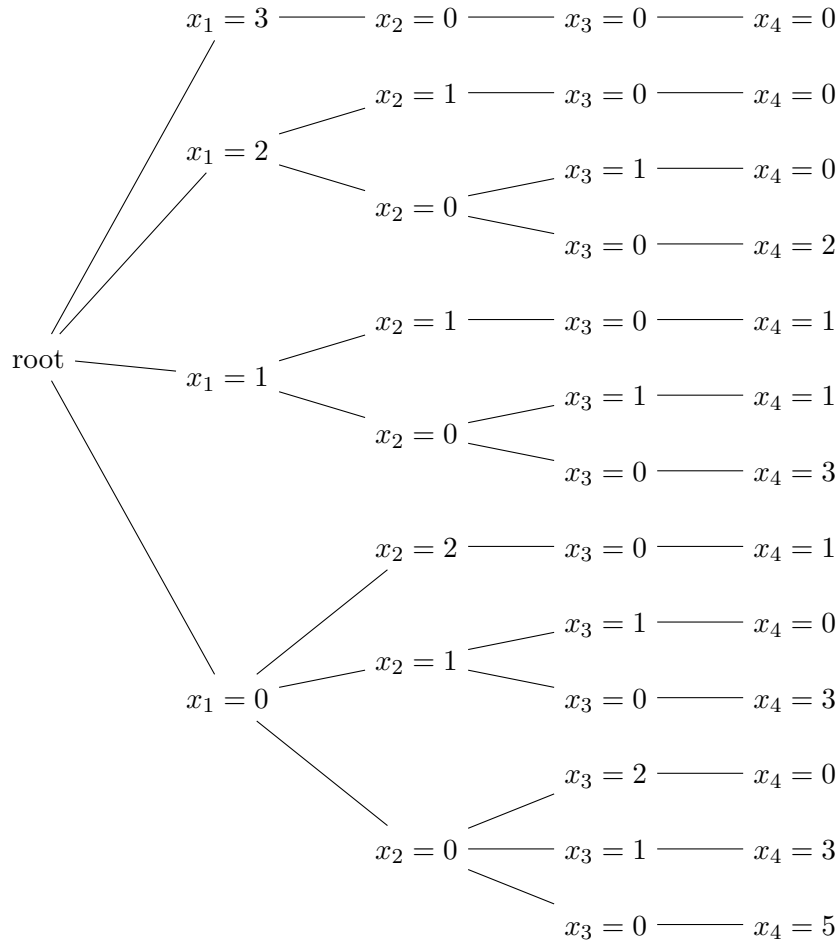 x₁ = 3 x₂ = 0 x₃ = 0 x₄ = 0
x₂ = 1 x₃ = 0 x₄ = 0
x₁ = 2
x₃ = 1 x₄ = 0
x₂ = 0
x₃ = 0 x₄ = 2
x₂ = 1 x₃ = 0 x₄ = 1
root
x₁ = 1
x₃ = 1 x₄ = 1
x₂ = 0
x₃ = 0 x₄ = 3
x₂ = 2 x₃ = 0 x₄ = 1
x₃ = 1 x₄ = 0
x₂ = 1
x₁ = 0
x₃ = 0 x₄ = 3
x₃ = 2 x₄ = 0
x₂ = 0 x₃ = 1 x₄ = 3
x₃ = 0 x₄ = 5